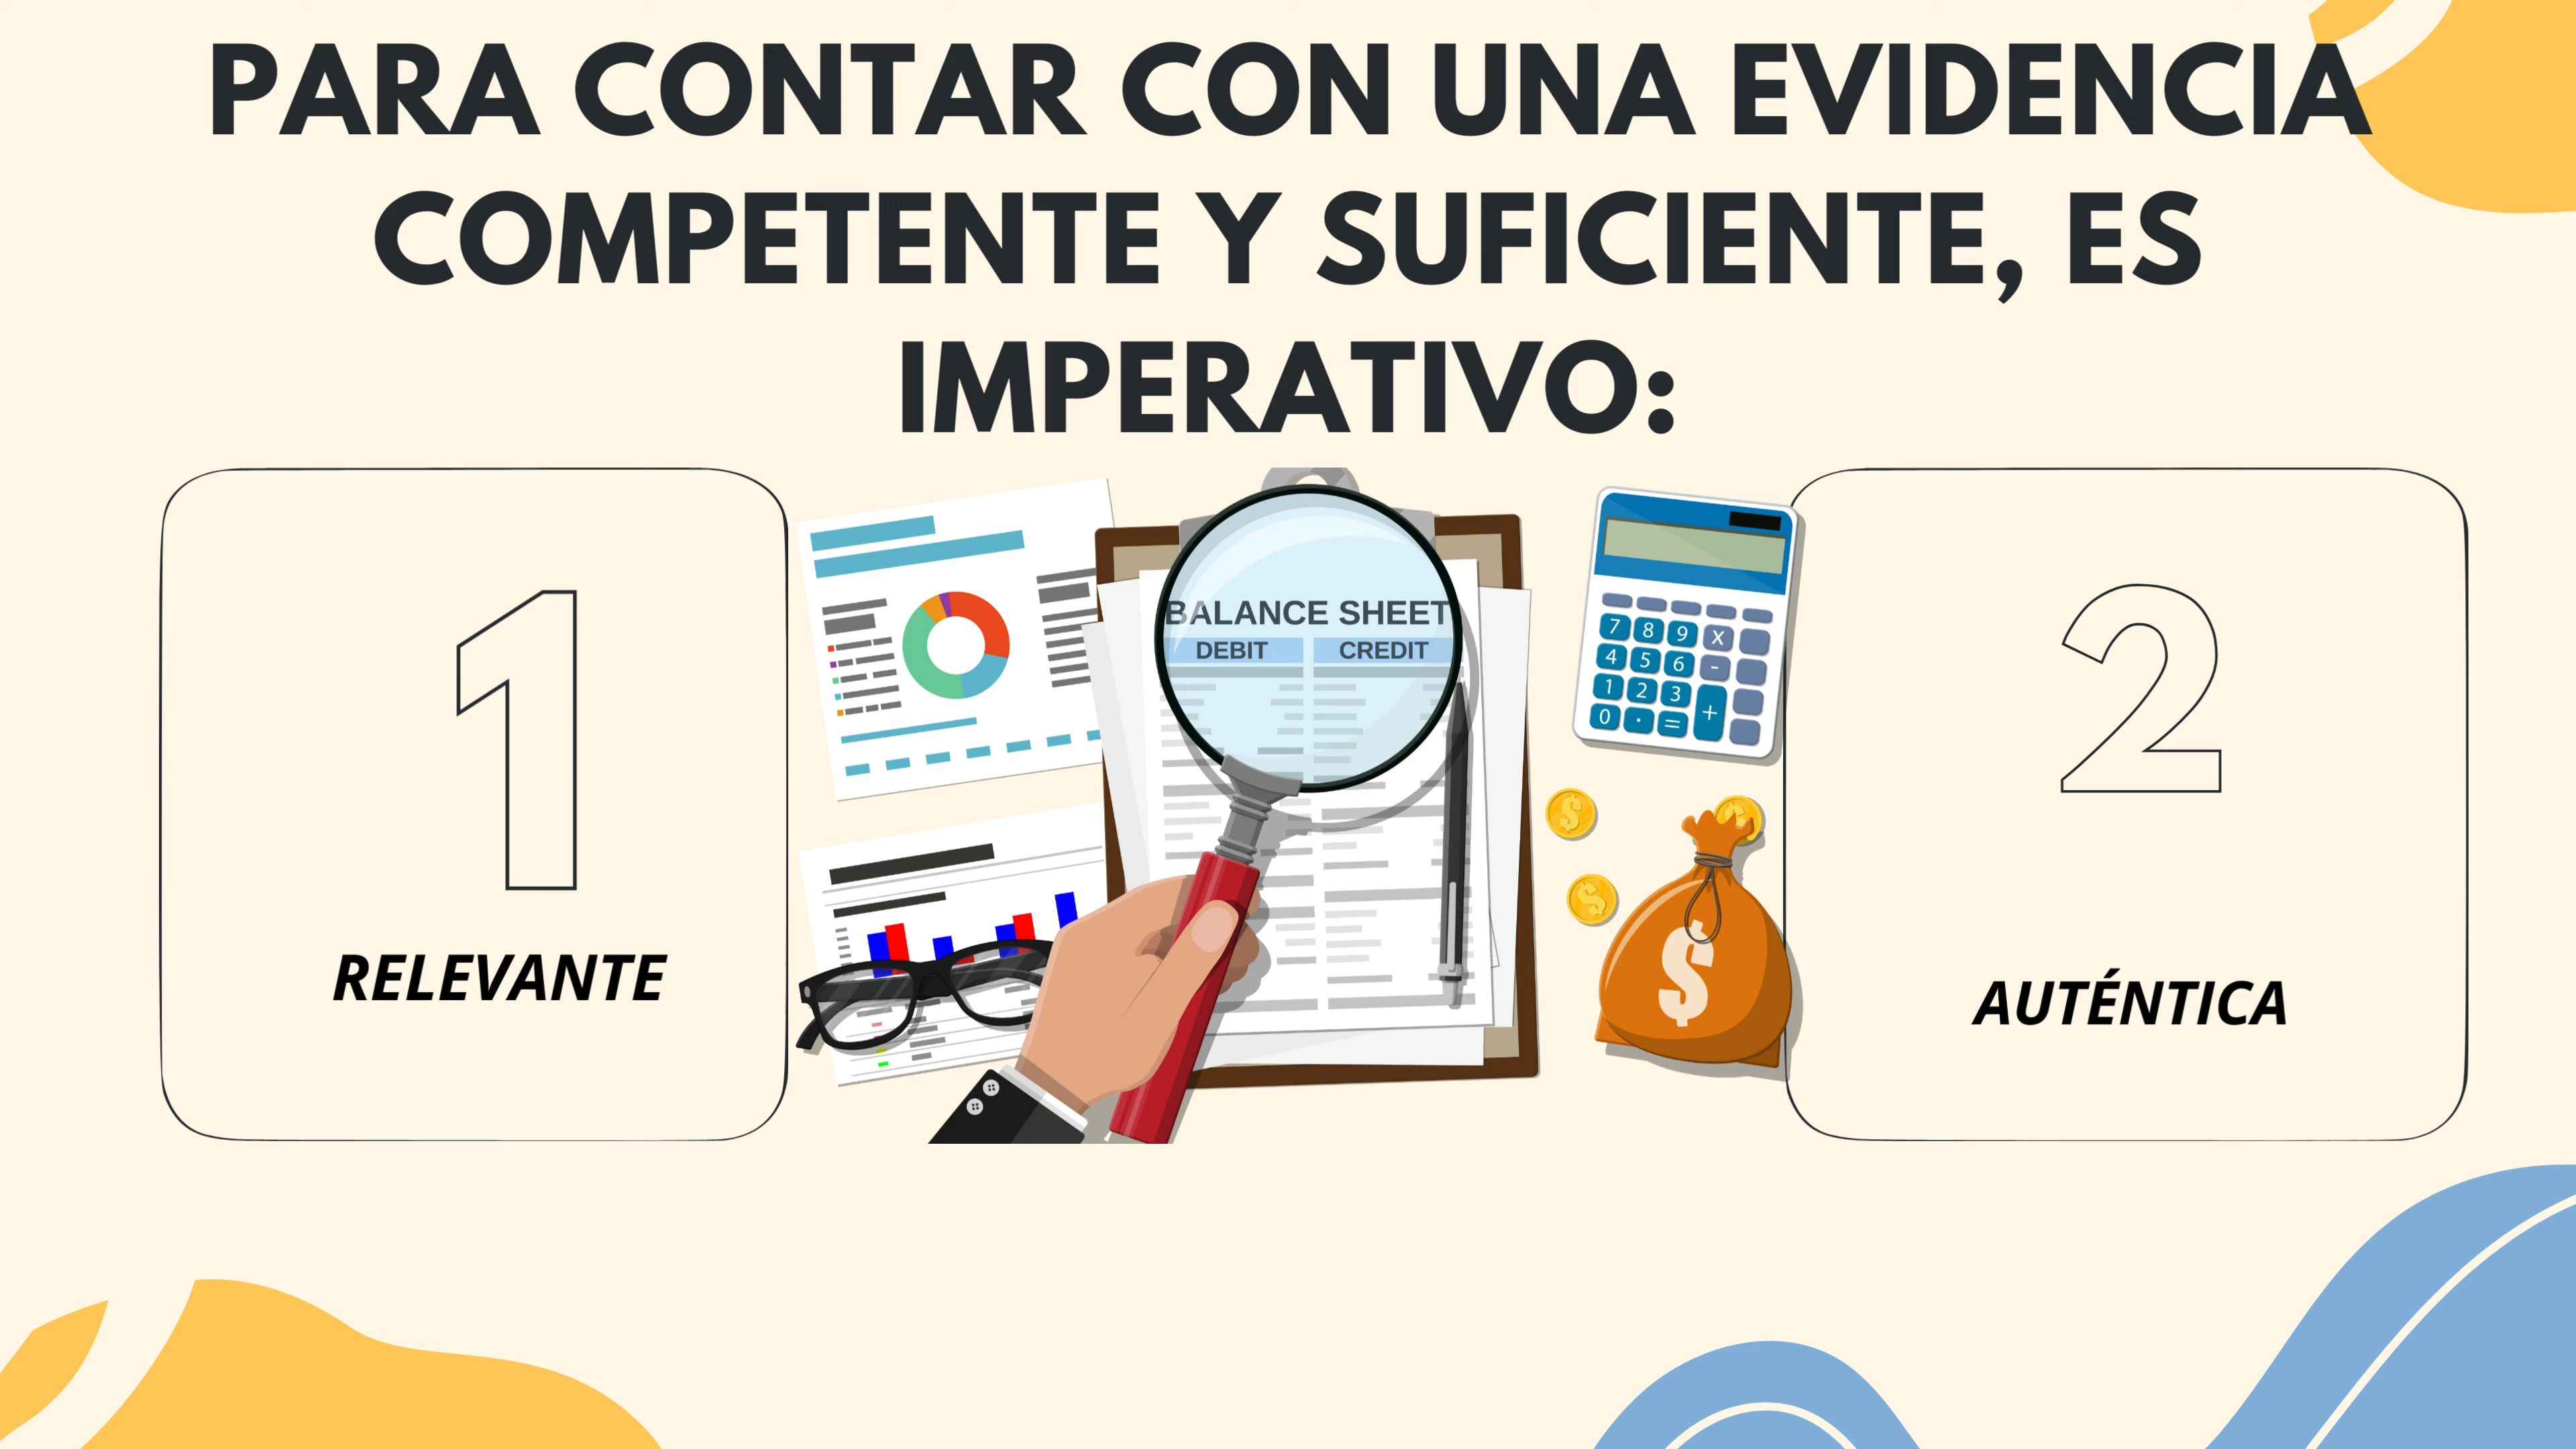 PARA CONTAR CON UNA EVIDENCIA
COMPETENTE Y SUFICIENTE, ES
IMPERATIVO:
1
RELEVANTE
BALANCE SHEET
DEBIT CREDIT
7 8 9 X
4 5 6 -
1 2 3 +
0 · =
$
$
$
$
2
AUTÉNTICA